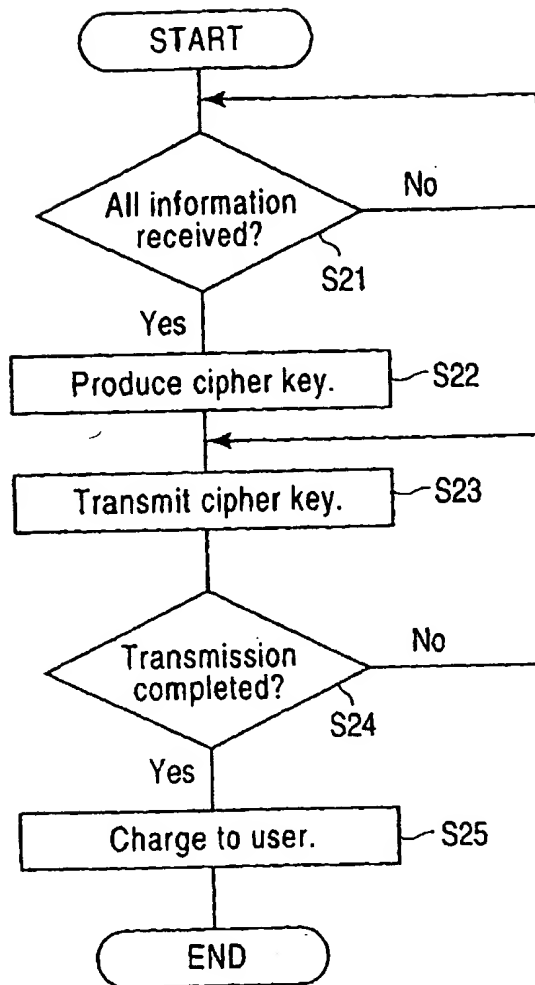 START
All information
received?
No
S21
Yes
Produce cipher key.
S22
Transmit cipher key.
S23
Transmission
completed?
No
S24
Yes
Charge to user.
S25
END